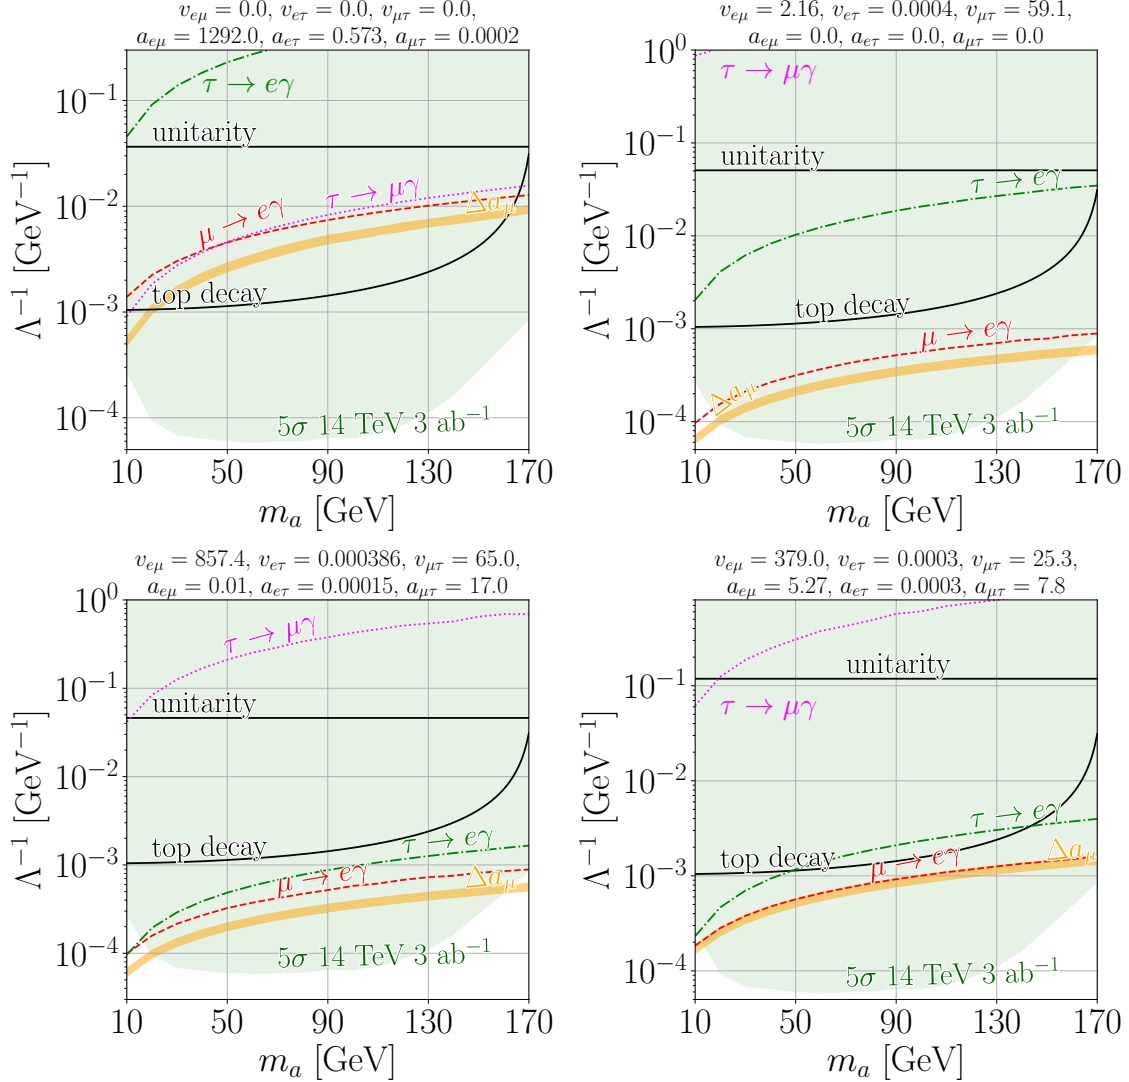 v_{eμ} = 0.0, v_{eτ} = 0.0, v_{μτ} = 0.0,
a_{eμ} = 1292.0, a_{eτ} = 0.573, a_{μτ} = 0.0002
τ → eγ
10^{−1}
unitarity
τ → μγ
Δa_μ
μ → eγ
10^{−2}
top decay
10^{−3}
10^{−4}
5σ 14 TeV 3 ab^{−1}
Λ^{−1} [GeV^{−1}]
10 50 90 130 170
m_a [GeV]
v_{eμ} = 2.16, v_{eτ} = 0.0004, v_{μτ} = 59.1,
a_{eμ} = 0.0, a_{eτ} = 0.0, a_{μτ} = 0.0
10^0
τ → μγ
10^{−1}
unitarity
τ → eγ
10^{−2}
top decay
10^{−3}
μ → eγ
Δa_μ
10^{−4}
5σ 14 TeV 3 ab^{−1}
Λ^{−1} [GeV^{−1}]
10 50 90 130 170
m_a [GeV]
v_{eμ} = 857.4, v_{eτ} = 0.000386, v_{μτ} = 65.0,
a_{eμ} = 0.01, a_{eτ} = 0.00015, a_{μτ} = 17.0
10^0
τ → μγ
10^{−1}
unitarity
10^{−2}
top decay
τ → eγ
10^{−3}
μ → eγ
Δa_μ
10^{−4}
5σ 14 TeV 3 ab^{−1}
Λ^{−1} [GeV^{−1}]
10 50 90 130 170
m_a [GeV]
v_{eμ} = 379.0, v_{eτ} = 0.0003, v_{μτ} = 25.3,
a_{eμ} = 5.27, a_{eτ} = 0.0003, a_{μτ} = 7.8
unitarity
10^{−1}
τ → μγ
10^{−2}
τ → eγ
top decay
μ → eγ
Δa_μ
10^{−3}
10^{−4}
5σ 14 TeV 3 ab^{−1}
Λ^{−1} [GeV^{−1}]
10 50 90 130 170
m_a [GeV]